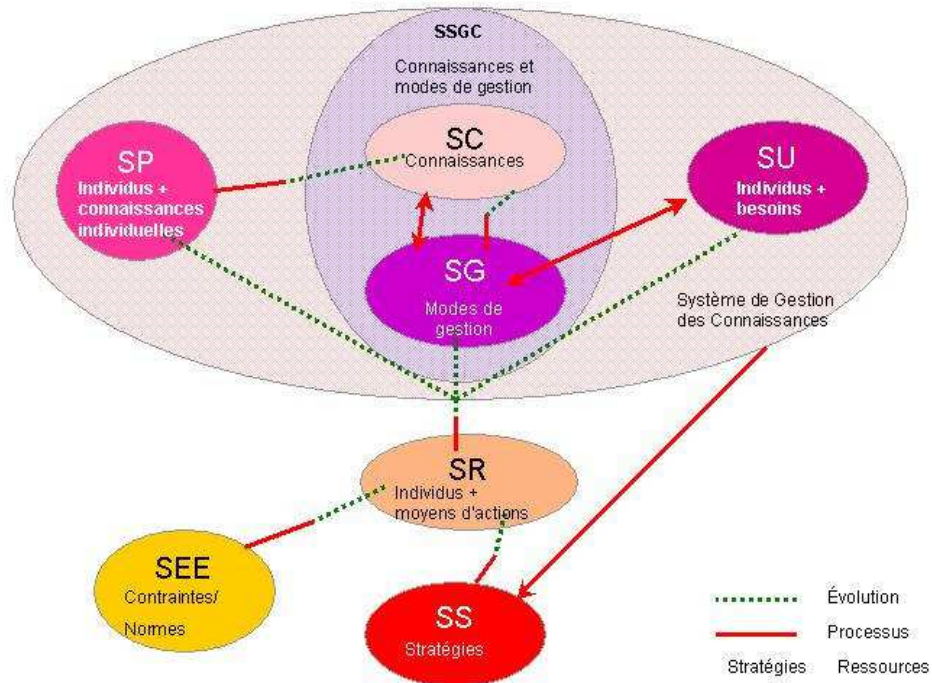 SSGC
Connaissances et
modes de gestion
SC
Connaissances
SP
Individus +
connaissances
individuelles
SU
Individus +
besoins
SG
Modes de
gestion
Système de Gestion
des Connaissances
SR
Individus +
moyens d'actions
SEE
Contraintes/
Normes
SS
Stratégies
Évolution
Processus
Stratégies Ressources